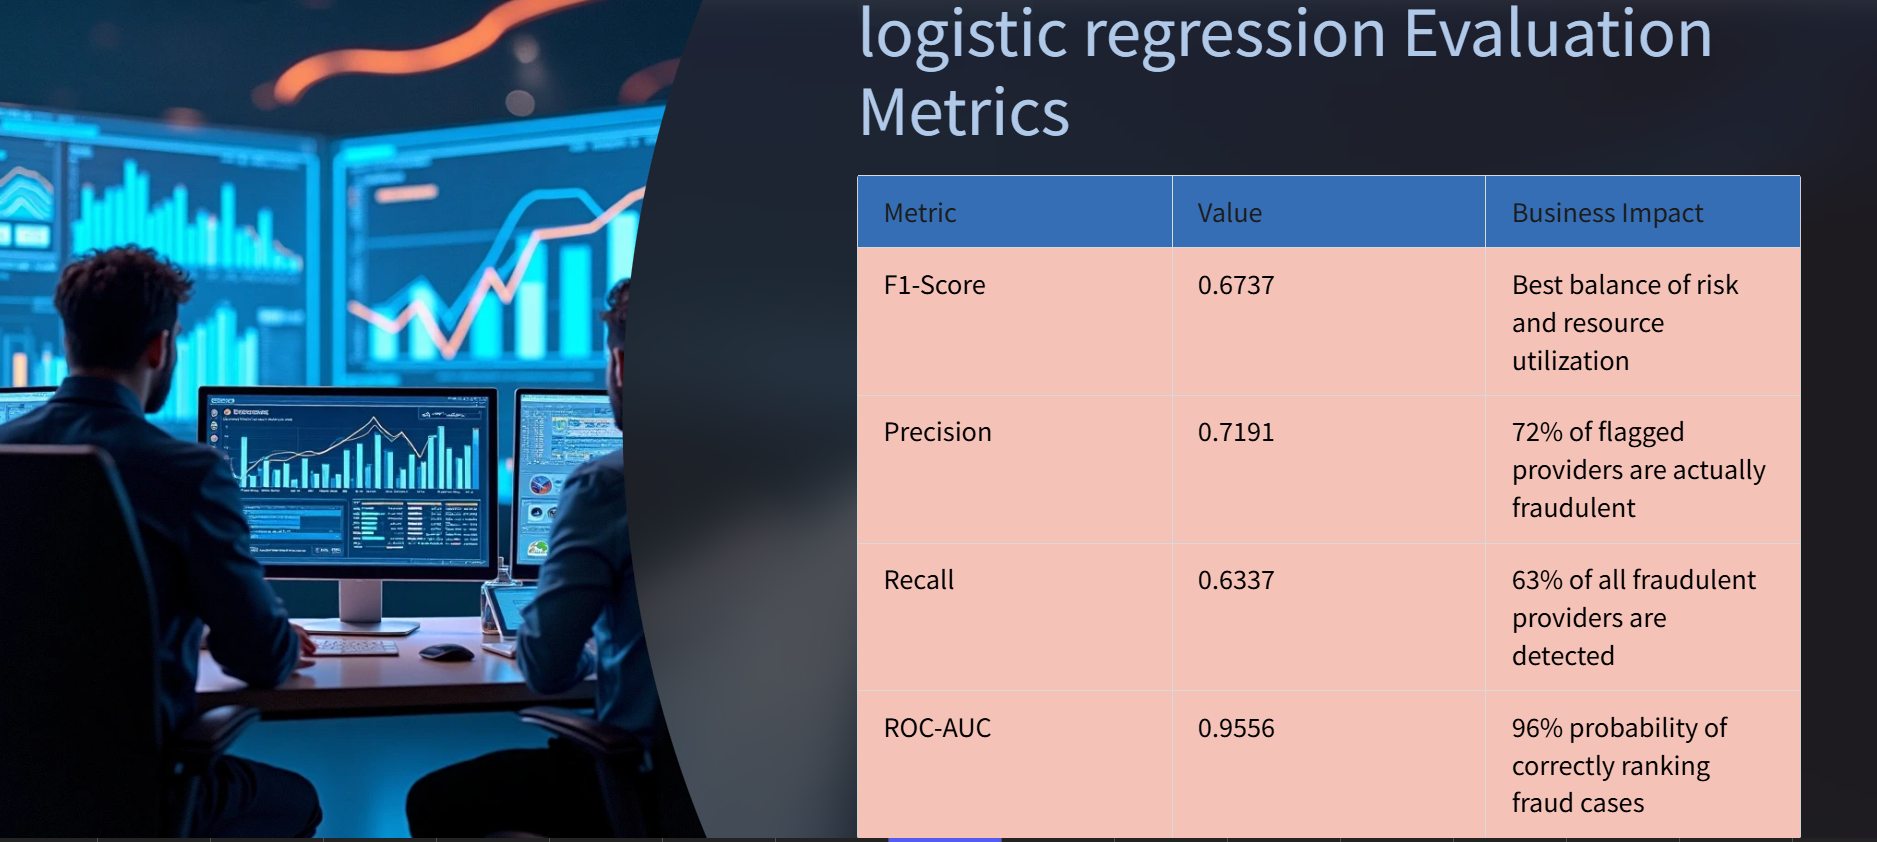 logistic regression Evaluation
Metrics
Metric
Value
Business Impact
F1-Score
0.6737
Best balance of risk
and resource
utilization
Precision
0.7191
72% of flagged
providers are actually
fraudulent
Recall
0.6337
63% of all fraudulent
providers are
detected
ROC-AUC
0.9556
96% probability of
correctly ranking
fraud cases